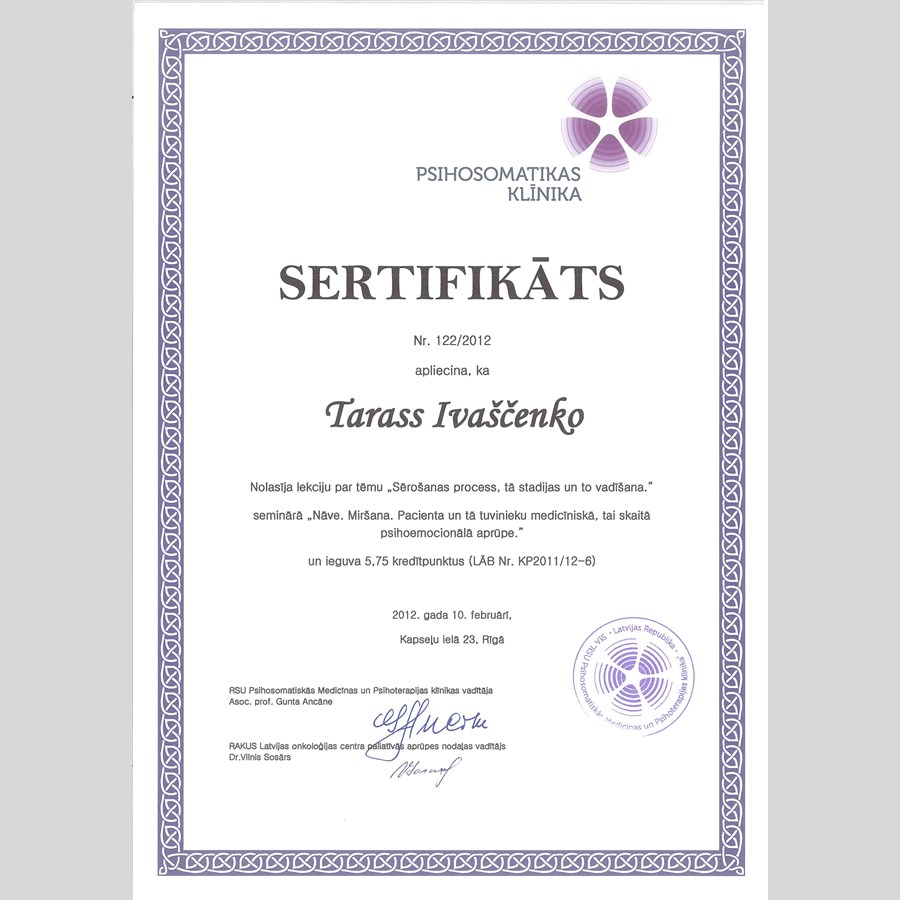 PSIHOSOMATIKAS
KLĪNIKA
SERTIFIKĀTS
Nr. 122/2012
apliecina, ka
Tarass Ivaščenko
Nolasīja lekciju par tēmu „Sērošanas process, tā stadijas un to vadīšana.”
seminārā „Nāve. Miršana. Pacienta un tā tuvinieku medicīniskā, tai skaitā
psihoemocionālā aprūpe.”
un ieguva 5,75 kredītpunktus (LĀB Nr. KP2011/12-6)
2012. gada 10. februārī,
Kapseļu ielā 23, Rīgā
SIA "RSU Psihosomatiskās Medicīnas un Psihoterapijas klīnika" • Latvijas Republika •
RSU Psihosomatiskās Medicīnas un Psihoterapijas klīnikas vadītāja
Asoc. prof. Gunta Ancāne
RAKUS Latvijas onkoloģijas centra paliatīvās aprūpes nodaļas vadītājs
Dr.Vilnis Sosārs